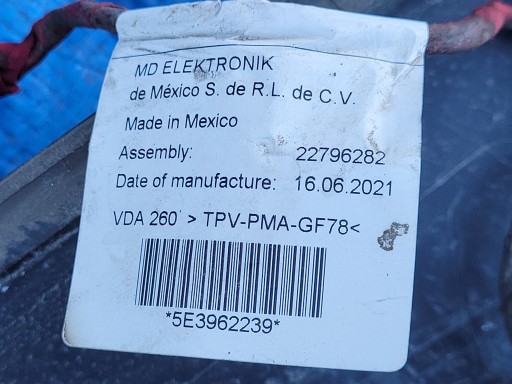 MD ELEKTRONIK
de México S. de R.L. de C.V.
Made in Mexico
Assembly: 22796282
Date of manufacture: 16.06.2021
VDA 260 > TPV-PMA-GF78<
*5E3962239*